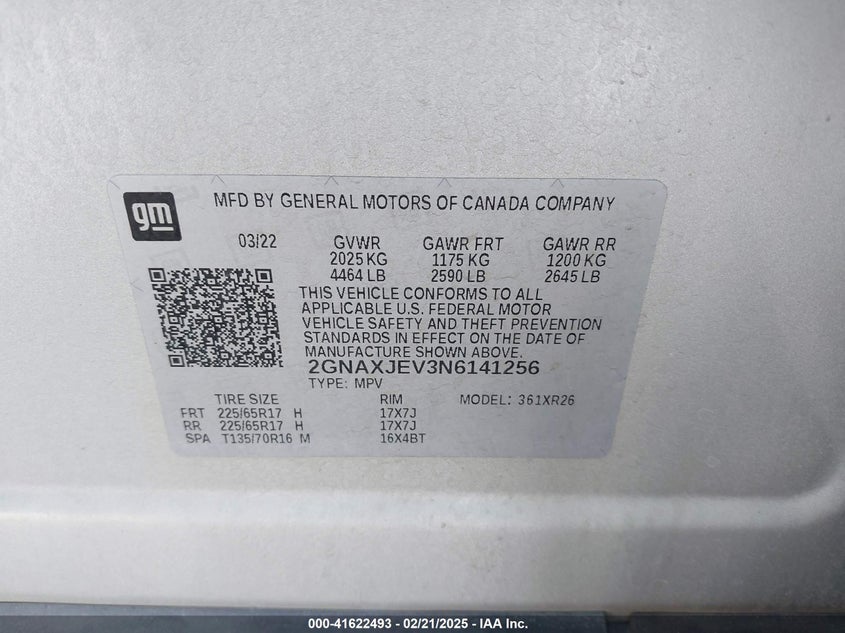 gm
MFD BY GENERAL MOTORS OF CANADA COMPANY
03/22 GVWR GAWR FRT GAWR RR
2025 KG 1175 KG 1200 KG
4464 LB 2590 LB 2645 LB
THIS VEHICLE CONFORMS TO ALL
APPLICABLE U.S. FEDERAL MOTOR
VEHICLE SAFETY AND THEFT PREVENTION
STANDARDS IN EFFECT ON THE DATE OF
MANUFACTURE SHOWN ABOVE.
2GNAXJEV3N6141256
TYPE: MPV
TIRE SIZE RIM MODEL: 361XR26
FRT 225/65R17 H 17X7J
RR 225/65R17 H 17X7J
SPA T135/70R16 M 16X4BT
000-41622493 - 02/21/2025 - IAA Inc.